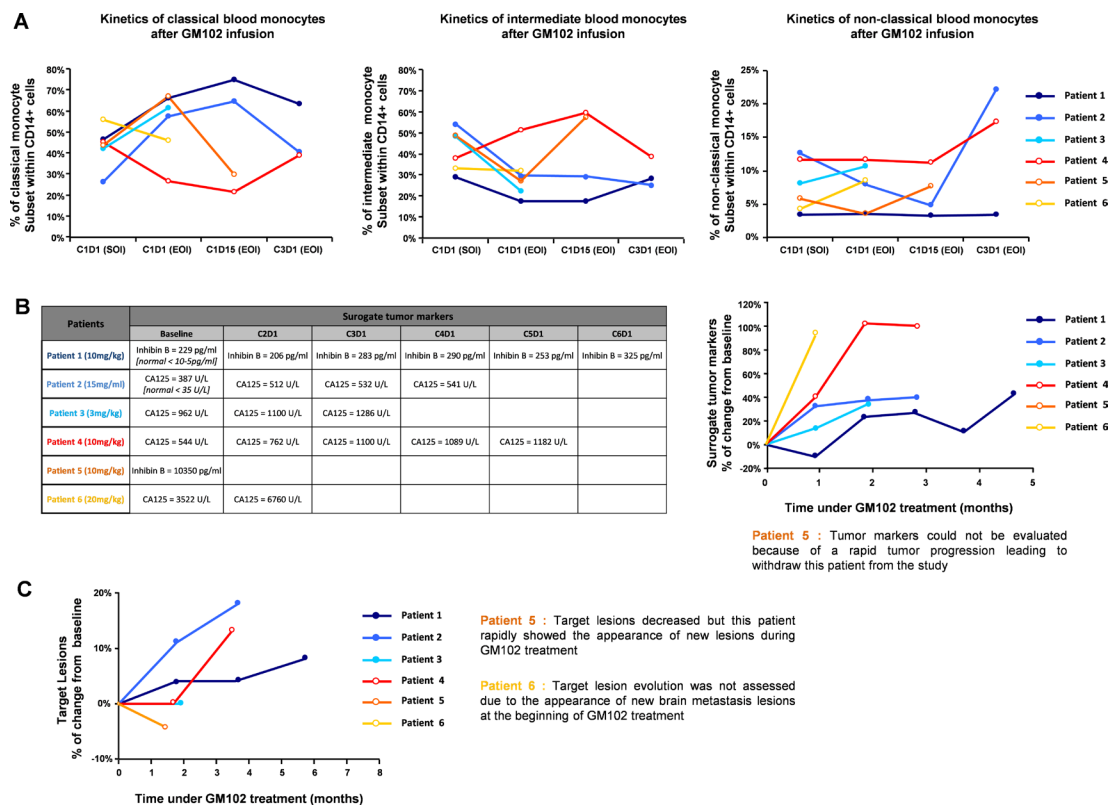 A
Kinetics of classical blood monocytes
after GM102 infusion
% of classical monocyte
Subset within CD14+ cells
80%
70%
60%
50%
40%
30%
20%
10%
0%
C1D1 (SOI) C1D1 (EOI) C1D15 (EOI) C3D1 (EOI)
Kinetics of intermediate blood monocytes
after GM102 infusion
% of intermediate monocyte
Subset within CD14+ cells
80%
70%
60%
50%
40%
30%
20%
10%
0%
C1D1 (SOI) C1D1 (EOI) C1D15 (EOI) C3D1 (EOI)
Kinetics of non-classical blood monocytes
after GM102 infusion
% of non-classical monocyte
Subset within CD14+ cells
25%
20%
15%
10%
5%
0%
C1D1 (SOI) C1D1 (EOI) C1D15 (EOI) C3D1 (EOI)
Patient 1
Patient 2
Patient 3
Patient 4
Patient 5
Patient 6
B
Patients Surogate tumor markers
Baseline C2D1 C3D1 C4D1 C5D1 C6D1
Patient 1 (10mg/kg) Inhibin B = 229 pg/ml [normal < 10-5pg/ml] Inhibin B = 206 pg/ml Inhibin B = 283 pg/ml Inhibin B = 290 pg/ml Inhibin B = 253 pg/ml Inhibin B = 325 pg/ml
Patient 2 (15mg/ml) CA125 = 387 U/L [normal < 35 U/L] CA125 = 512 U/L CA125 = 532 U/L CA125 = 541 U/L
Patient 3 (3mg/kg) CA125 = 962 U/L CA125 = 1100 U/L CA125 = 1286 U/L
Patient 4 (10mg/kg) CA125 = 544 U/L CA125 = 762 U/L CA125 = 1100 U/L CA125 = 1089 U/L CA125 = 1182 U/L
Patient 5 (10mg/kg) Inhibin B = 10350 pg/ml
Patient 6 (20mg/kg) CA125 = 3522 U/L CA125 = 6760 U/L
Surrogate tumor markers
% of change from baseline
120%
100%
80%
60%
40%
20%
0%
-20%
0 1 2 3 4 5
Time under GM102 treatment (months)
Patient 1
Patient 2
Patient 3
Patient 4
Patient 5
Patient 6
Patient 5 : Tumor markers could not be evaluated
because of a rapid tumor progression leading to
withdraw this patient from the study
C
Target Lesions
% of change from baseline
20%
10%
0%
-10%
0 1 2 3 4 5 6 7 8
Time under GM102 treatment (months)
Patient 1
Patient 2
Patient 3
Patient 4
Patient 5
Patient 6
Patient 5 : Target lesions decreased but this patient
rapidly showed the appearance of new lesions during
GM102 treatment
Patient 6 : Target lesion evolution was not assessed
due to the appearance of new brain metastasis lesions
at the beginning of GM102 treatment